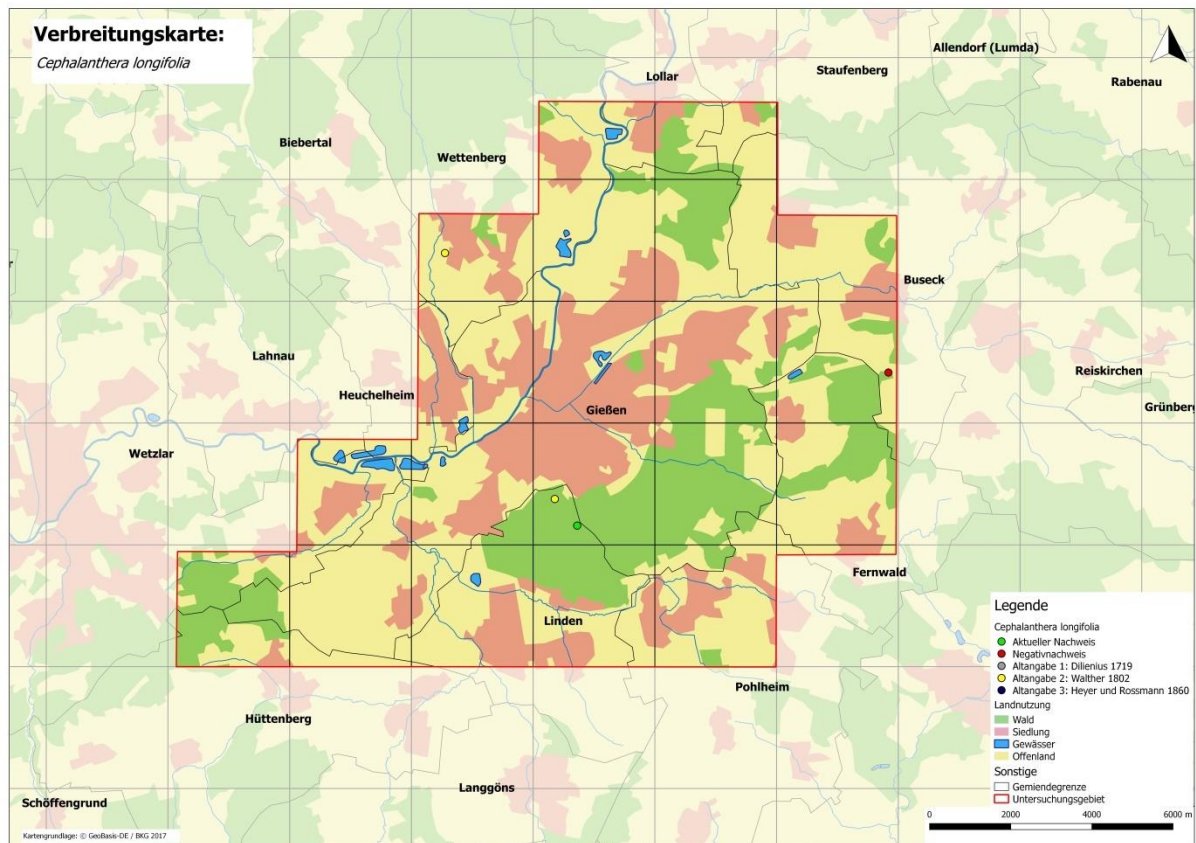 Verbreitungskarte:
Cephalanthera longifolia
Allendorf (Lumda)
Lollar
Staufenberg
Rabenau
Biebertal
Wettenberg
Buseck
Lahnau
Heuchelheim
Reiskirchen
Gießen
Grünberg
Wetzlar
Fernwald
Linden
Pohlheim
Hüttenberg
Langgöns
Schöffengrund
Legende
Cephalanthera longifolia
Aktueller Nachweis
Negativnachweis
Altangabe 1: Dilienius 1719
Altangabe 2: Walther 1802
Altangabe 3: Heyer und Rossmann 1860
Landnutzung
Wald
Siedlung
Gewässer
Offenland
Sonstige
Gemiendegrenze
Untersuchungsgebiet
0 2000 4000 6000 m
Kartengrundlage: © GeoBasis-DE / BKG 2017